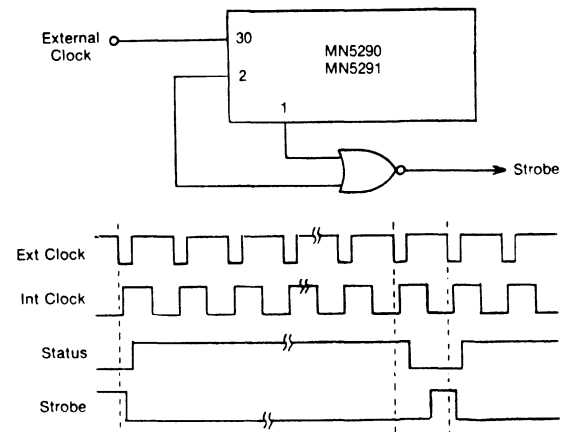 External
Clock
30
2
MN5290
MN5291
1
Strobe
Ext Clock
Int Clock
Status
Strobe